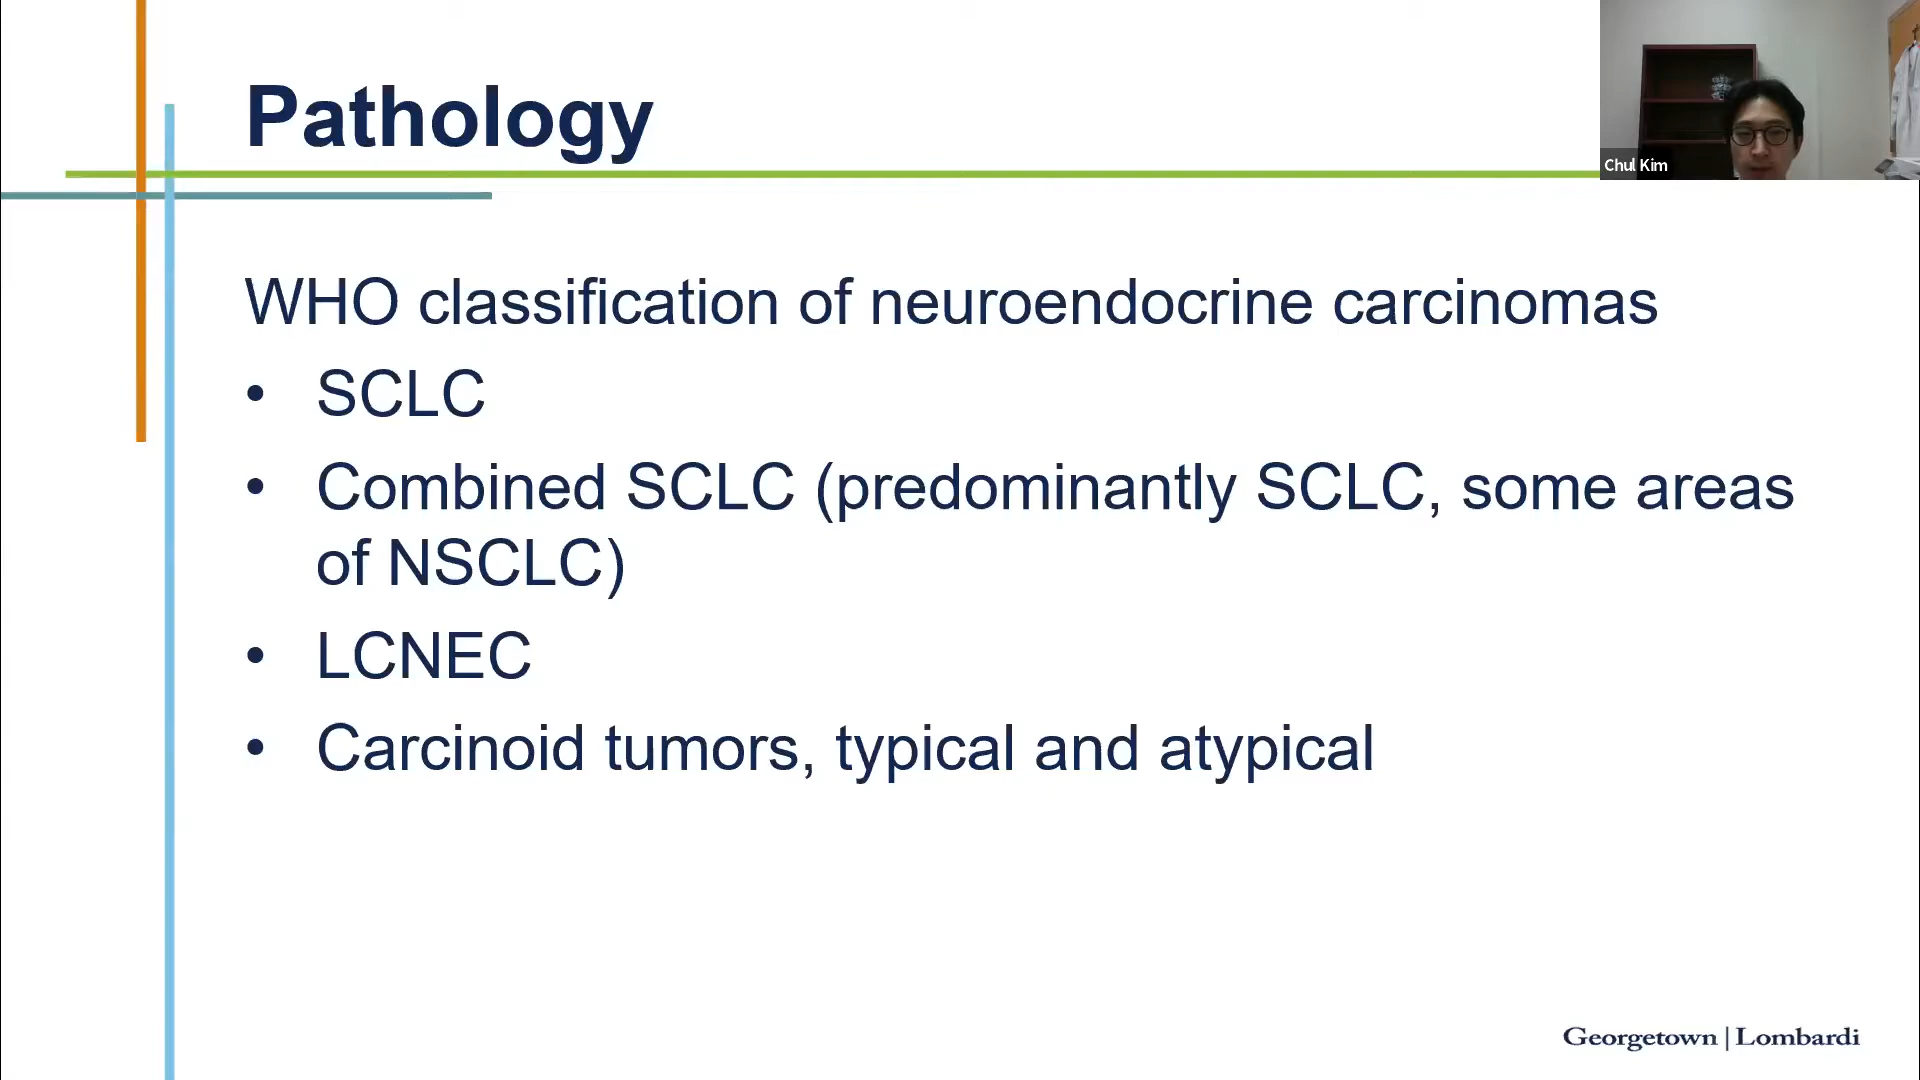 Pathology
Chul Kim
WHO classification of neuroendocrine carcinomas
• SCLC
• Combined SCLC (predominantly SCLC, some areas
of NSCLC)
• LCNEC
• Carcinoid tumors, typical and atypical
Georgetown | Lombardi